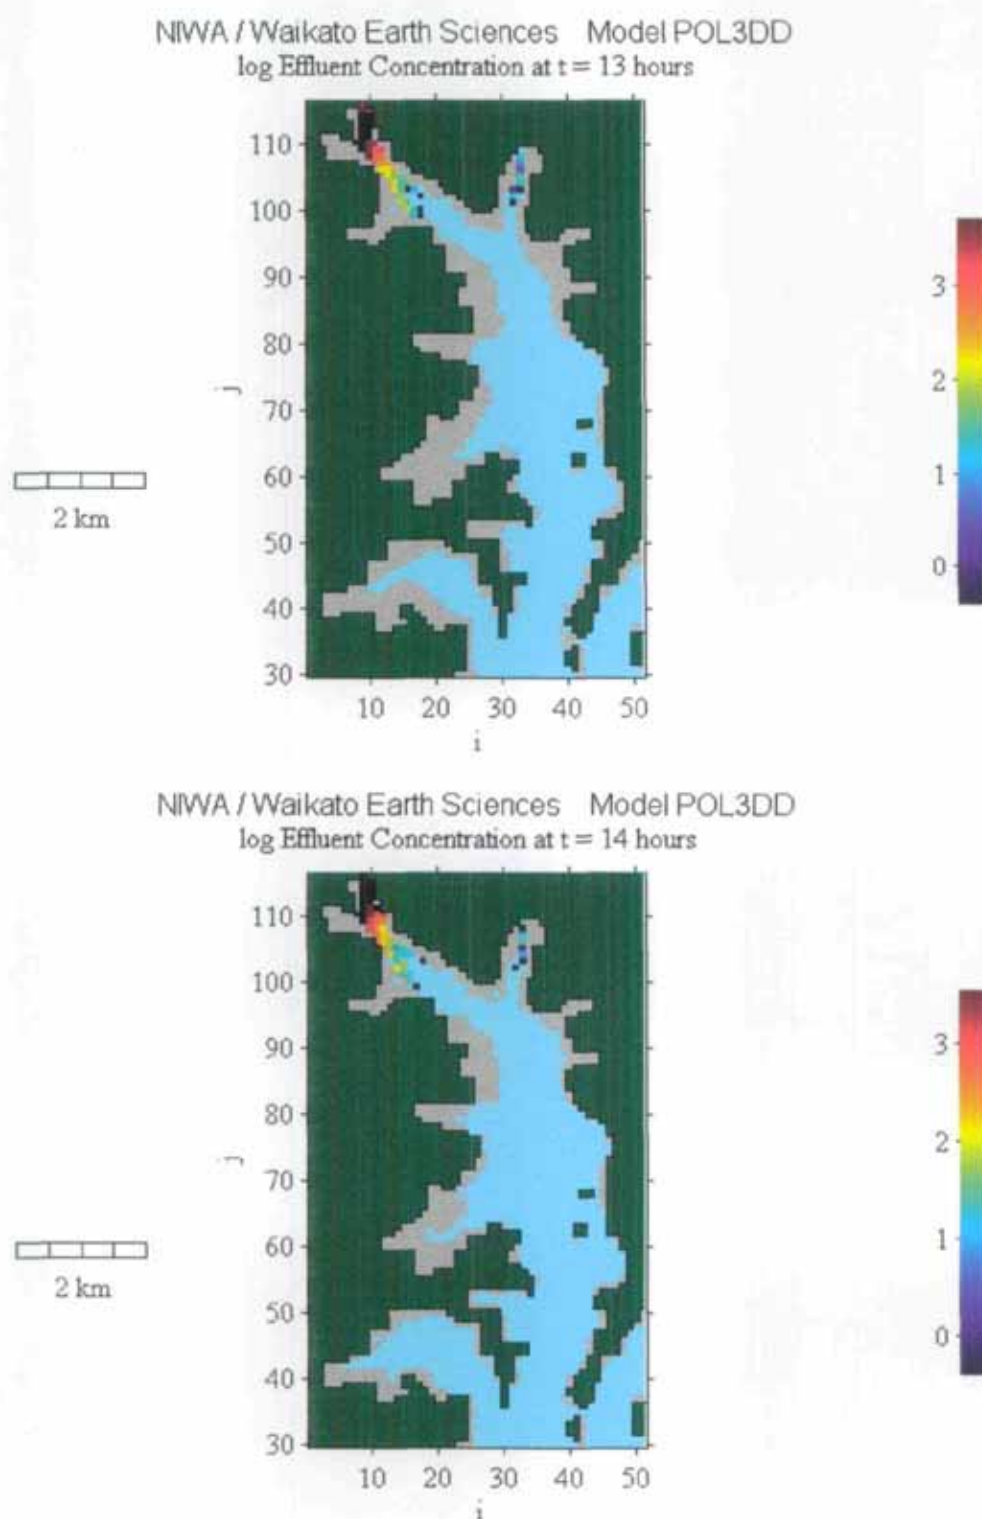 NIWA / Waikato Earth Sciences Model POL3DD
log Effluent Concentration at t = 13 hours
110
100
90
80
70
60
50
40
30
j
10 20 30 40 50
i
2 km
3
2
1
0
NIWA / Waikato Earth Sciences Model POL3DD
log Effluent Concentration at t = 14 hours
110
100
90
80
70
60
50
40
30
j
10 20 30 40 50
i
2 km
3
2
1
0